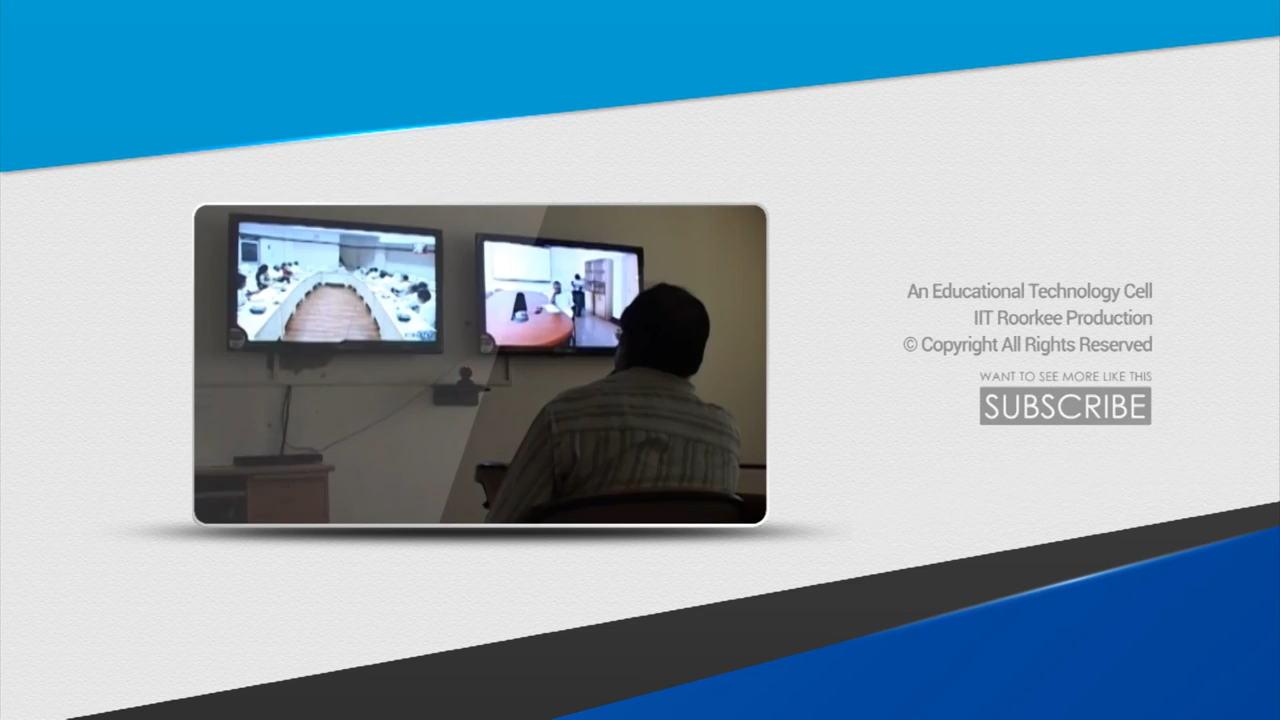 An Educational Technology Cell
IIT Roorkee Production
© Copyright All Rights Reserved
WANT TO SEE MORE LIKE THIS
SUBSCRIBE